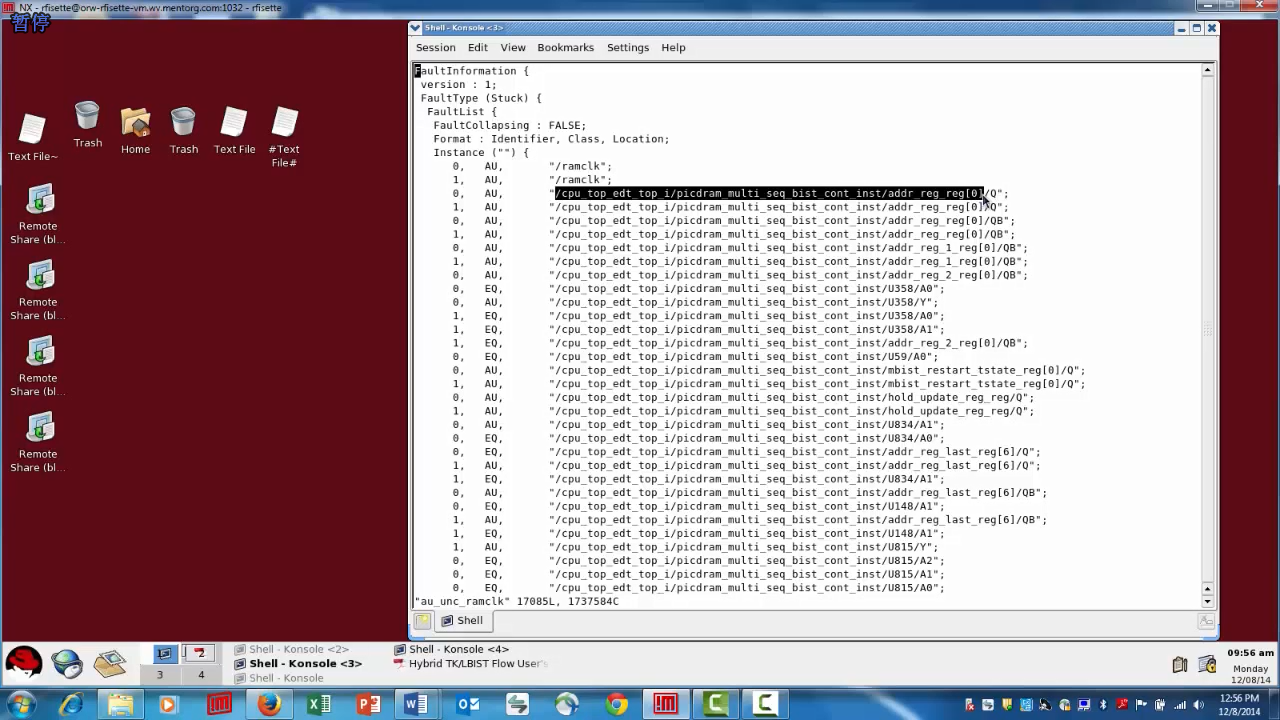 NX - rfisette@orw-rfisette-vm.wv.mentorg.com:1032 - rfisette
暂停
Shell - Konsole <3>
Session Edit View Bookmarks Settings Help
FaultInformation {
version : 1;
FaultType (Stuck) {
FaultList {
FaultCollapsing : FALSE;
Format : Identifier, Class, Location;
Instance ("") {
0, AU, "/ramclk";
1, AU, "/ramclk";
0, AU, "/cpu_top_edt_top_i/picdram_multi_seq_bist_cont_inst/addr_reg_reg[0]/Q";
1, AU, "/cpu_top_edt_top_i/picdram_multi_seq_bist_cont_inst/addr_reg_reg[0]/Q";
0, AU, "/cpu_top_edt_top_i/picdram_multi_seq_bist_cont_inst/addr_reg_reg[0]/QB";
1, AU, "/cpu_top_edt_top_i/picdram_multi_seq_bist_cont_inst/addr_reg_reg[0]/QB";
0, AU, "/cpu_top_edt_top_i/picdram_multi_seq_bist_cont_inst/addr_reg_1_reg[0]/QB";
1, AU, "/cpu_top_edt_top_i/picdram_multi_seq_bist_cont_inst/addr_reg_1_reg[0]/QB";
0, AU, "/cpu_top_edt_top_i/picdram_multi_seq_bist_cont_inst/addr_reg_2_reg[0]/QB";
0, EQ, "/cpu_top_edt_top_i/picdram_multi_seq_bist_cont_inst/U358/A0";
0, EQ, "/cpu_top_edt_top_i/picdram_multi_seq_bist_cont_inst/U358/Y";
1, EQ, "/cpu_top_edt_top_i/picdram_multi_seq_bist_cont_inst/U358/A0";
1, EQ, "/cpu_top_edt_top_i/picdram_multi_seq_bist_cont_inst/U358/A1";
1, EQ, "/cpu_top_edt_top_i/picdram_multi_seq_bist_cont_inst/addr_reg_2_reg[0]/QB";
0, EQ, "/cpu_top_edt_top_i/picdram_multi_seq_bist_cont_inst/U59/A0";
0, AU, "/cpu_top_edt_top_i/picdram_multi_seq_bist_cont_inst/mbist_restart_tstate_reg[0]/Q";
1, AU, "/cpu_top_edt_top_i/picdram_multi_seq_bist_cont_inst/mbist_restart_tstate_reg[0]/Q";
0, AU, "/cpu_top_edt_top_i/picdram_multi_seq_bist_cont_inst/hold_update_reg_reg/Q";
1, AU, "/cpu_top_edt_top_i/picdram_multi_seq_bist_cont_inst/hold_update_reg_reg/Q";
0, AU, "/cpu_top_edt_top_i/picdram_multi_seq_bist_cont_inst/U834/A1";
0, EQ, "/cpu_top_edt_top_i/picdram_multi_seq_bist_cont_inst/U834/A0";
0, EQ, "/cpu_top_edt_top_i/picdram_multi_seq_bist_cont_inst/addr_reg_last_reg[6]/Q";
1, AU, "/cpu_top_edt_top_i/picdram_multi_seq_bist_cont_inst/addr_reg_last_reg[6]/Q";
1, EQ, "/cpu_top_edt_top_i/picdram_multi_seq_bist_cont_inst/U834/A1";
0, AU, "/cpu_top_edt_top_i/picdram_multi_seq_bist_cont_inst/addr_reg_last_reg[6]/QB";
0, EQ, "/cpu_top_edt_top_i/picdram_multi_seq_bist_cont_inst/U148/A1";
1, AU, "/cpu_top_edt_top_i/picdram_multi_seq_bist_cont_inst/addr_reg_last_reg[6]/QB";
1, EQ, "/cpu_top_edt_top_i/picdram_multi_seq_bist_cont_inst/U148/A1";
1, AU, "/cpu_top_edt_top_i/picdram_multi_seq_bist_cont_inst/U815/Y";
0, EQ, "/cpu_top_edt_top_i/picdram_multi_seq_bist_cont_inst/U815/A2";
0, EQ, "/cpu_top_edt_top_i/picdram_multi_seq_bist_cont_inst/U815/A1";
0, EQ, "/cpu_top_edt_top_i/picdram_multi_seq_bist_cont_inst/U815/A0";
"au_unc_ramclk" 17085L, 1737584C
Shell
Text File~
Trash
Home
Trash
Text File
#Text
File#
Remote
Share (bl...
Remote
Share (bl...
Remote
Share (bl...
Remote
Share (bl...
1 2
3 4
Shell - Konsole <2>
Shell - Konsole <3>
Shell - Konsole
Shell - Konsole <4>
Hybrid TK/LBIST Flow User's
09:56 am
Monday
12/08/14
12:56 PM
12/8/2014